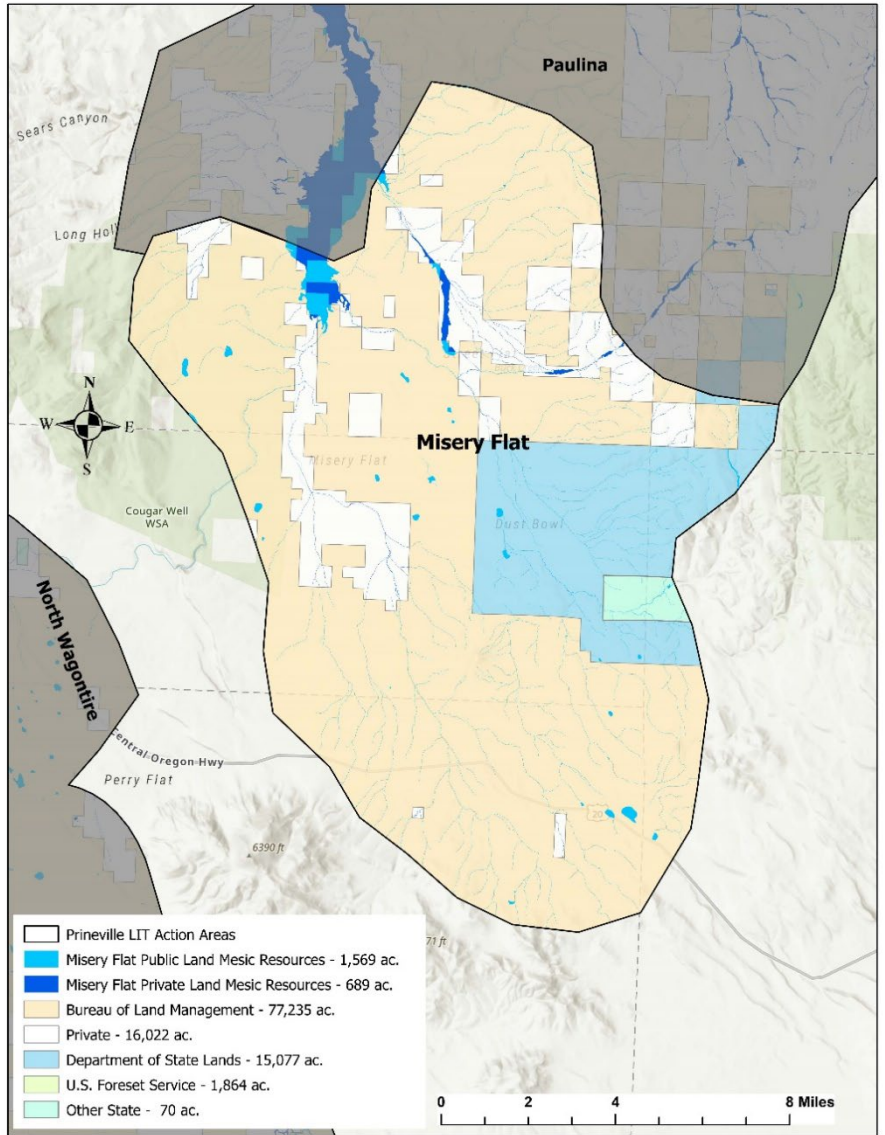 Paulina
Sears Canyon
N
W
E
S
Misery Flat
Misery Flat
Dust Bowl
Cougar Well
WSA
North Wagontire
Central Oregon Hwy
Perry Flat
20
6390 ft
71 ft
Prineville LIT Action Areas
Misery Flat Public Land Mesic Resources - 1,569 ac.
Misery Flat Private Land Mesic Resources - 689 ac.
Bureau of Land Management - 77,235 ac.
Private - 16,022 ac.
Department of State Lands - 15,077 ac.
U.S. Foreset Service - 1,864 ac.
Other State - 70 ac.
0 2 4 8 Miles